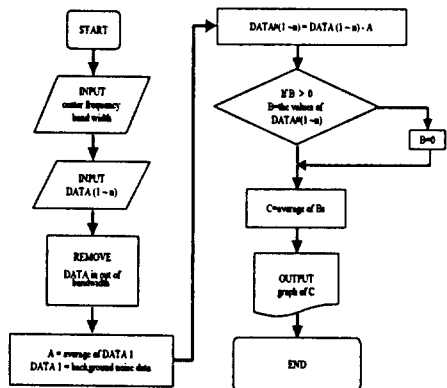 START
INPUT
center frequency
band width
INPUT
DATA (1 ~ n)
REMOVE
DATA in out of
bandwidth
A = average of DATA 1
DATA 1 = background noise data
DATA#(1 ~n) = DATA (1 ~n) - A
If B > 0
B=the values of
DATA#(1 ~n)
B=0
C=average of Bs
OUTPUT
graph of C
END